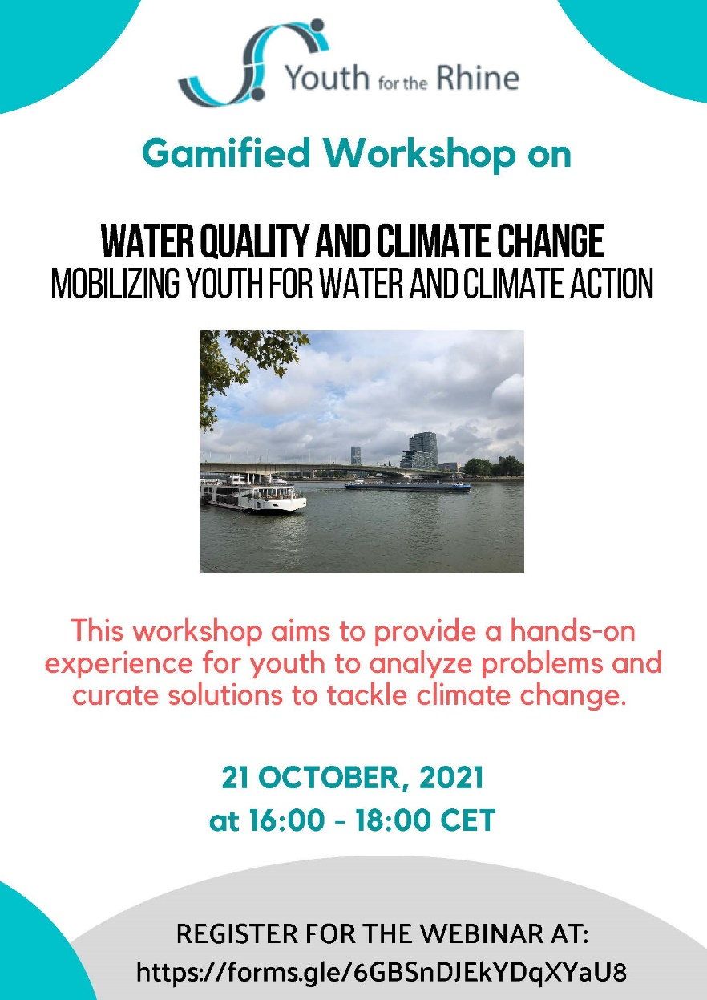 Youth for the Rhine
Gamified Workshop on
WATER QUALITY AND CLIMATE CHANGE
MOBILIZING YOUTH FOR WATER AND CLIMATE ACTION
This workshop aims to provide a hands-on
experience for youth to analyze problems and
curate solutions to tackle climate change.
21 OCTOBER, 2021
at 16:00 - 18:00 CET
REGISTER FOR THE WEBINAR AT:
https://forms.gle/6GBSnDJEkYDqXYaU8